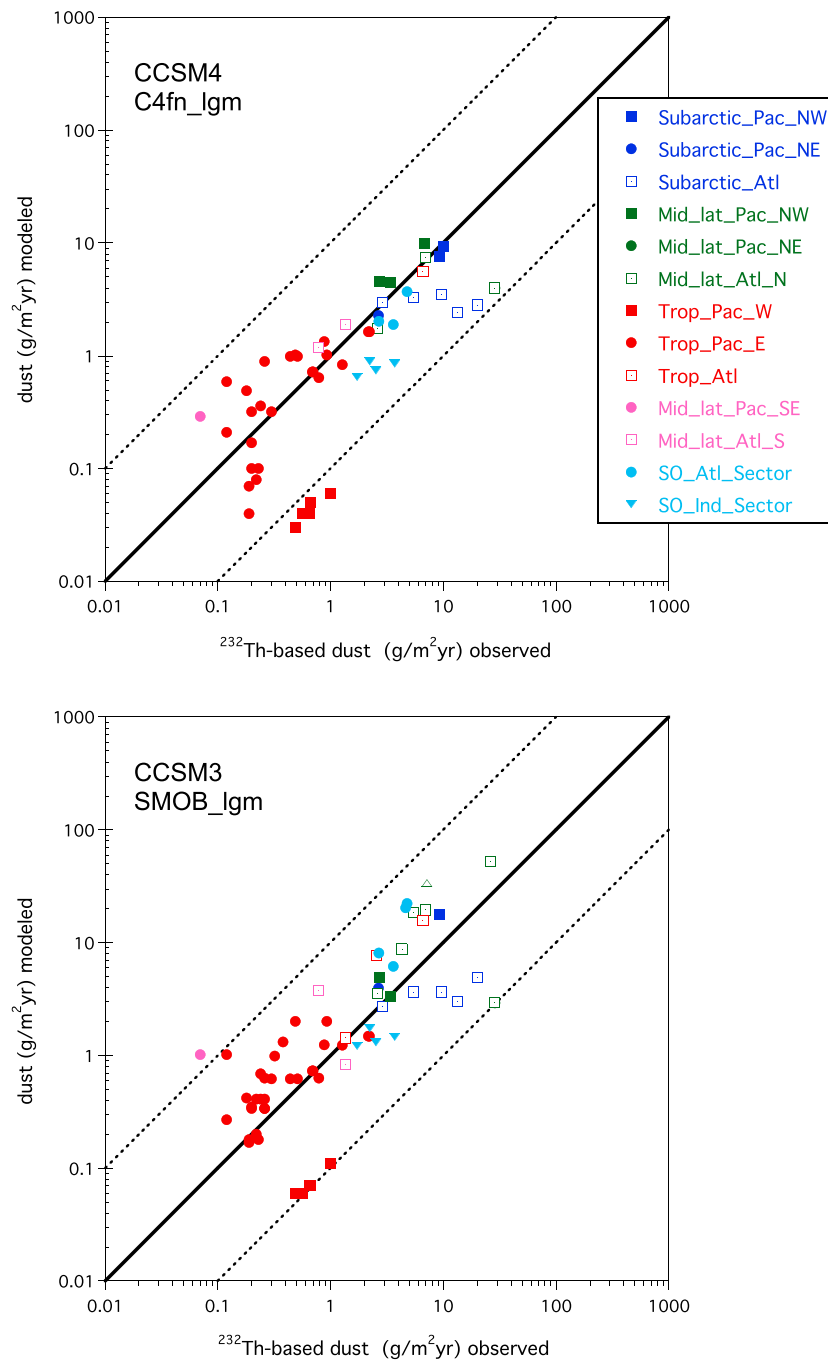 1000
CCSM4
C4fn_lgm
100
10
1
0.1
0.01
dust (g/m²yr) modeled
0.01 0.1 1 10 100 1000
²³²Th-based dust (g/m²yr) observed
Subarctic_Pac_NW
Subarctic_Pac_NE
Subarctic_Atl
Mid_lat_Pac_NW
Mid_lat_Pac_NE
Mid_lat_Atl_N
Trop_Pac_W
Trop_Pac_E
Trop_Atl
Mid_lat_Pac_SE
Mid_lat_Atl_S
SO_Atl_Sector
SO_Ind_Sector
1000
CCSM3
SMOB_lgm
100
10
1
0.1
0.01
dust (g/m²yr) modeled
0.01 0.1 1 10 100 1000
²³²Th-based dust (g/m²yr) observed